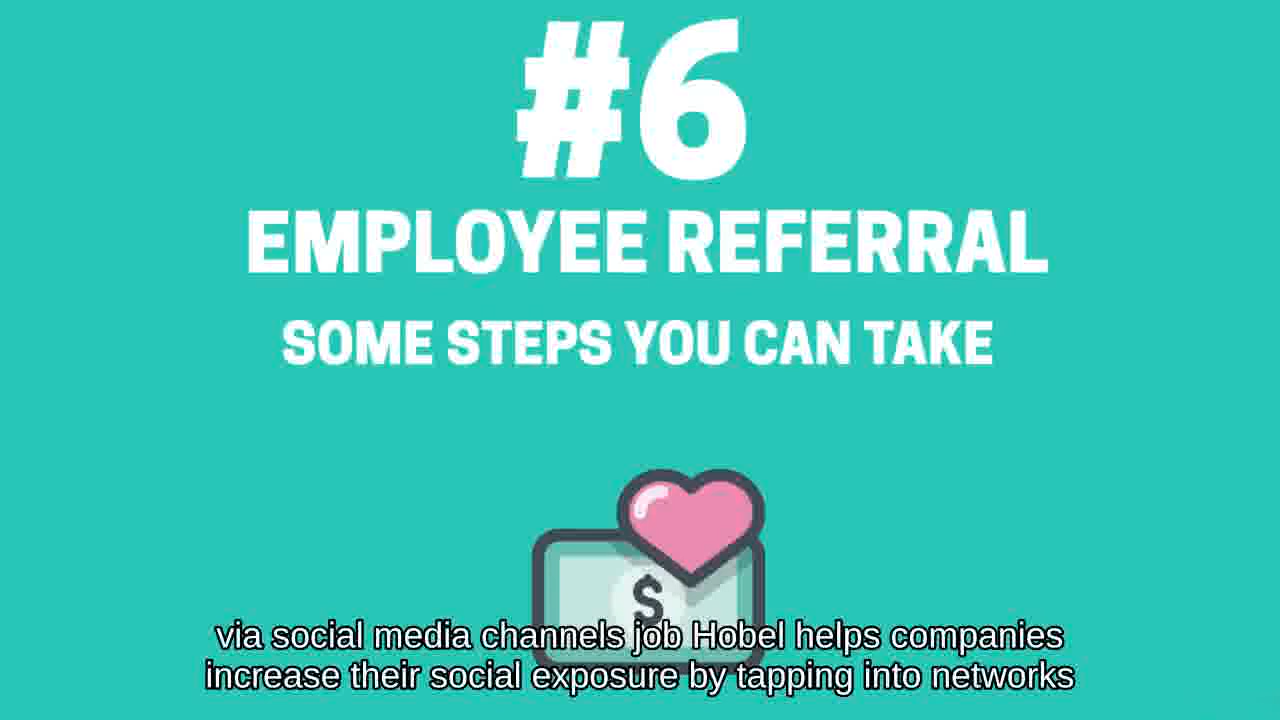 #6
EMPLOYEE REFERRAL
SOME STEPS YOU CAN TAKE
$
via social media channels job Hobel helps companies
increase their social exposure by tapping into networks